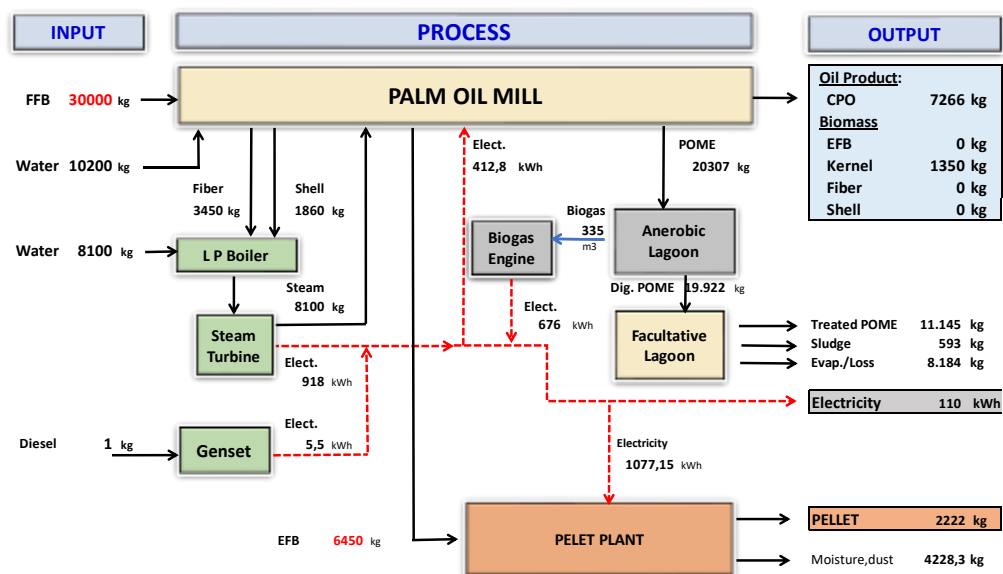 INPUT
PROCESS
OUTPUT
FFB 30000 kg
PALM OIL MILL
Oil Product:
CPO 7266 kg
Biomass
EFB 0 kg
Kernel 1350 kg
Fiber 0 kg
Shell 0 kg
Water 10200 kg
Elect.
412,8 kWh
POME
20307 kg
Fiber
3450 kg
Shell
1860 kg
Biogas
335
m3
Biogas
Engine
Anerobic
Lagoon
Water 8100 kg
L P Boiler
Steam
8100 kg
Dig. POME 19.922 kg
Elect.
676 kWh
Steam
Turbine
Facultative
Lagoon
Treated POME 11.145 kg
Sludge 593 kg
Evap./Loss 8.184 kg
Elect.
918 kWh
Electricity 110 kWh
Diesel 1 kg
Genset
Elect.
5,5 kWh
Electricity
1077,15 kWh
EFB 6450 kg
PELET PLANT
PELLET 2222 kg
Moisture,dust 4228,3 kg